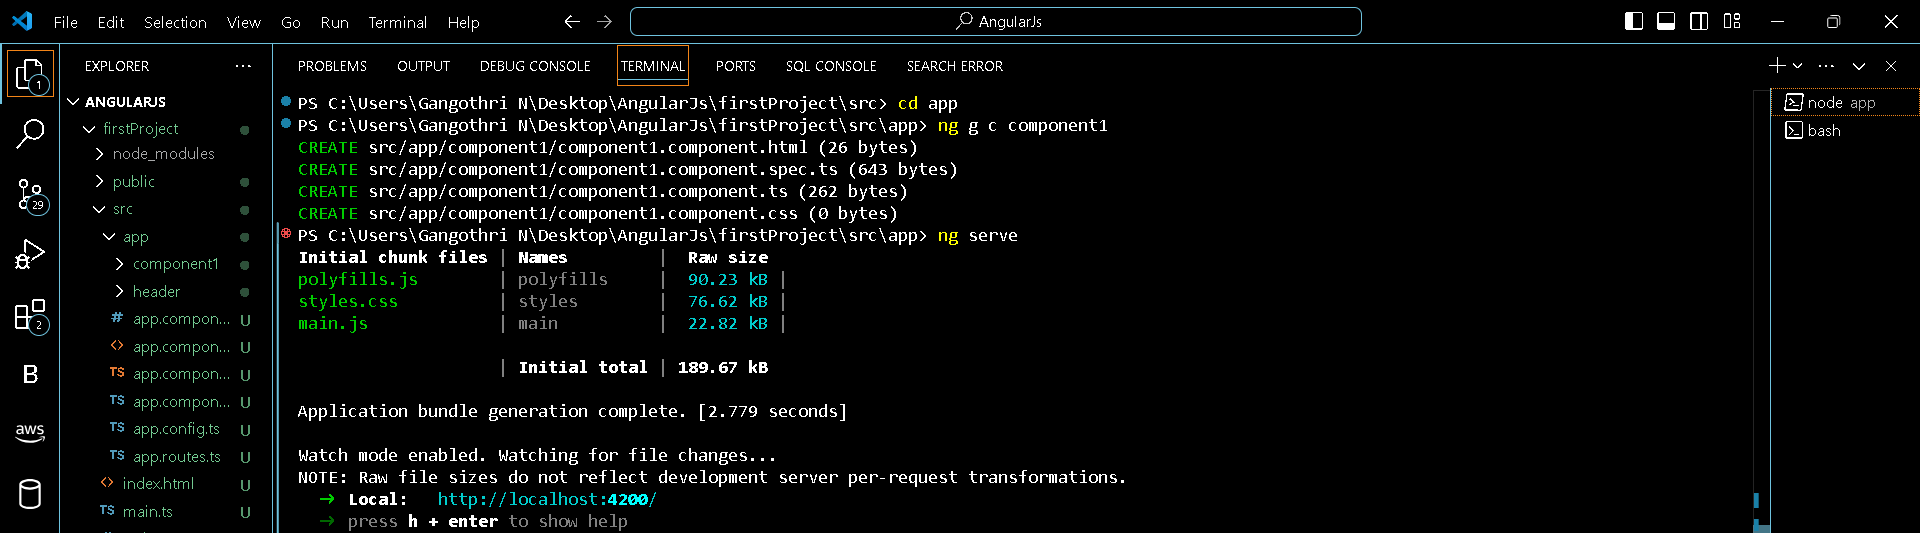 File Edit Selection View Go Run Terminal Help AngularJs
EXPLORER ... PROBLEMS OUTPUT DEBUG CONSOLE TERMINAL PORTS SQL CONSOLE SEARCH ERROR
1
ANGULARJS
firstProject
node_modules
public
29
src
app
component1
header
2
# app.compon... U
<> app.compon... U
TS app.compon... U
B
TS app.compon... U
aws
TS app.config.ts U
TS app.routes.ts U
<> index.html U
TS main.ts U
PS C:\Users\Gangothri N\Desktop\AngularJs\firstProject\src> cd app
PS C:\Users\Gangothri N\Desktop\AngularJs\firstProject\src\app> ng g c component1
CREATE src/app/component1/component1.component.html (26 bytes)
CREATE src/app/component1/component1.component.spec.ts (643 bytes)
CREATE src/app/component1/component1.component.ts (262 bytes)
CREATE src/app/component1/component1.component.css (0 bytes)
PS C:\Users\Gangothri N\Desktop\AngularJs\firstProject\src\app> ng serve
Initial chunk files | Names | Raw size
polyfills.js | polyfills | 90.23 kB |
styles.css | styles | 76.62 kB |
main.js | main | 22.82 kB |
| Initial total | 189.67 kB
Application bundle generation complete. [2.779 seconds]
Watch mode enabled. Watching for file changes...
NOTE: Raw file sizes do not reflect development server per-request transformations.
→ Local: http://localhost:4200/
→ press h + enter to show help
node app
bash